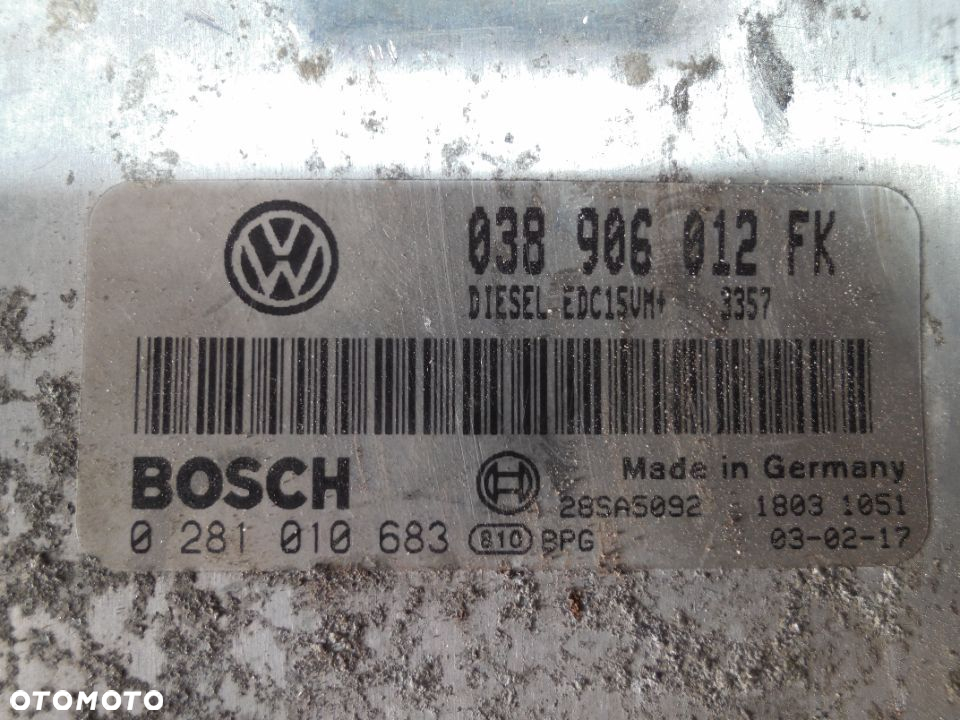 038 906 012 FK
DIESEL EDC15VM+ 3357
BOSCH
Made in Germany
28SA5092 1803 1051
0 281 010 683 810 BPG 03-02-17
OTOMOTO